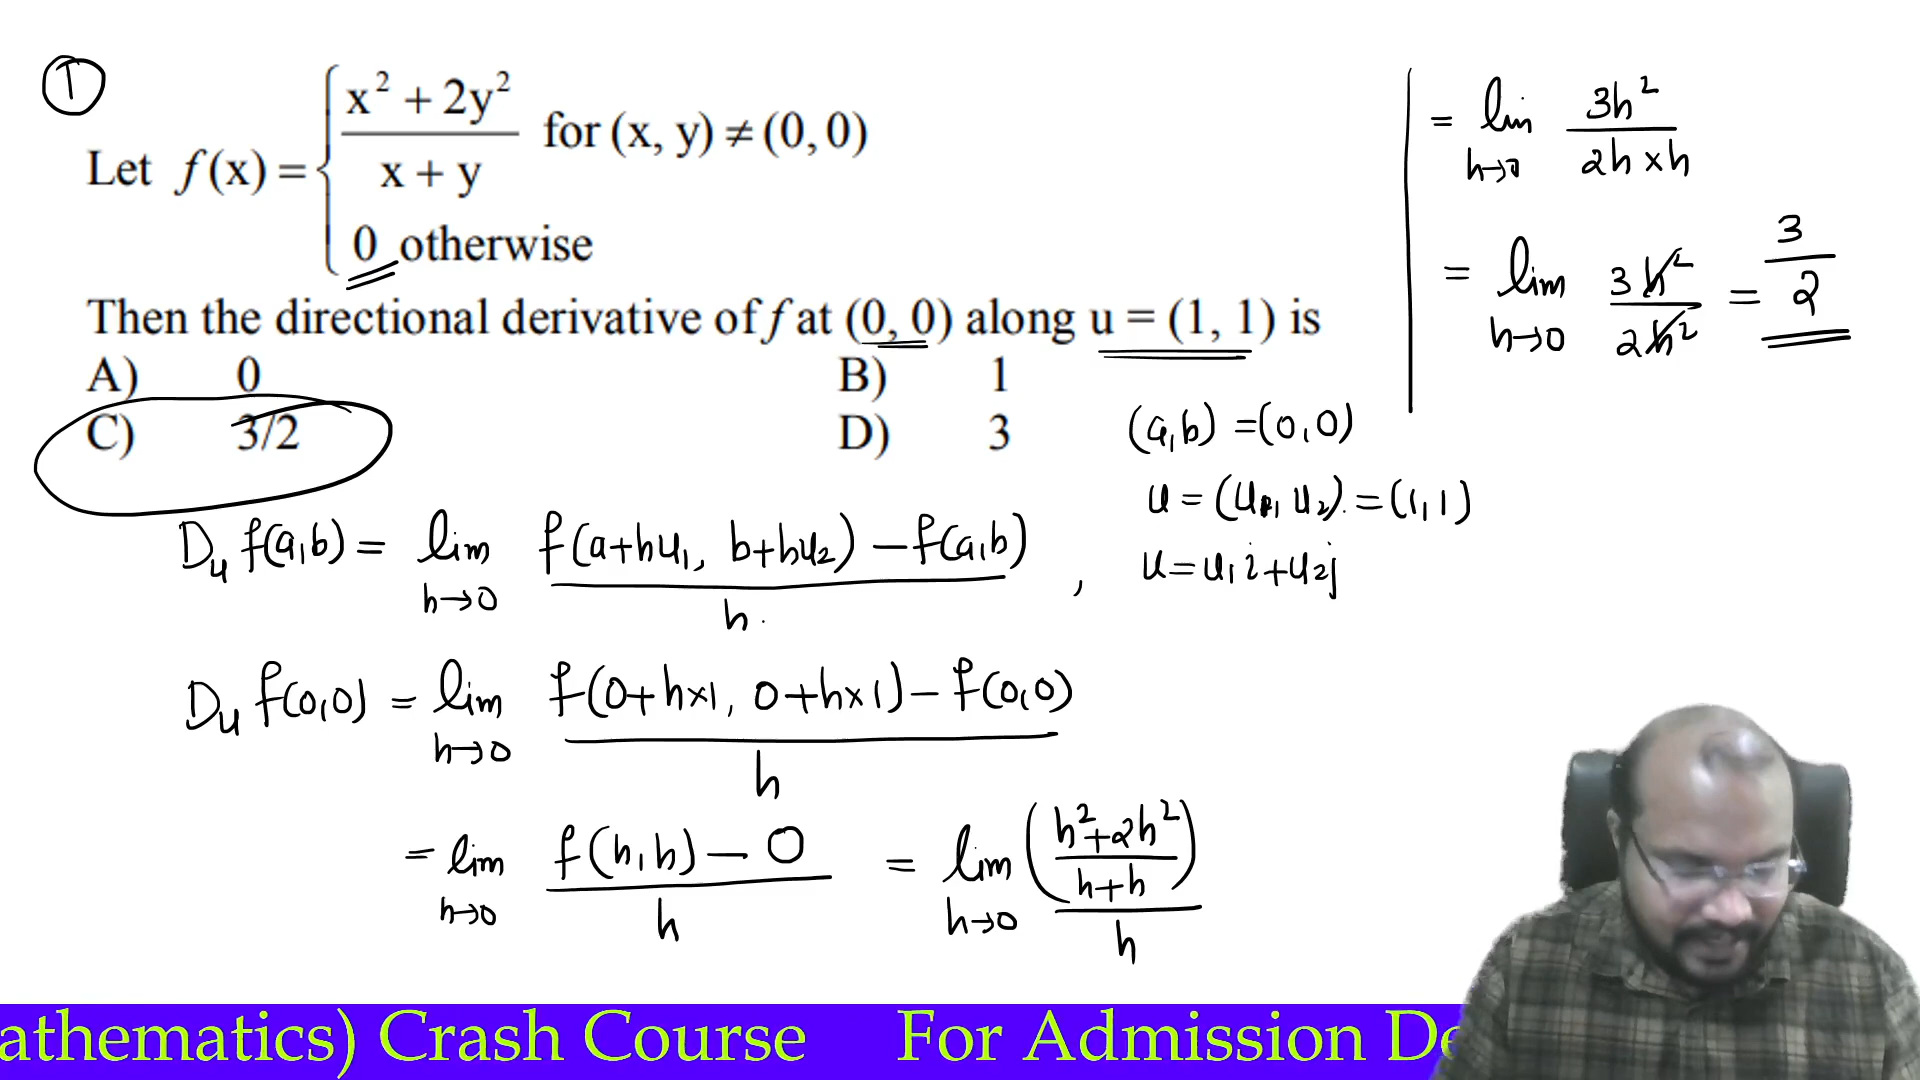 1
Let f(x) = { x² + 2y² / x + y for (x, y) ≠ (0, 0)
0 otherwise
Then the directional derivative of f at (0, 0) along u = (1, 1) is
A) 0 B) 1
C) 3/2 D) 3
(a,b) = (0,0)
u = (u₁, u₂) = (1,1)
u = u₁i + u₂j
D_u f(a,b) = lim h→0 f(a+hu₁, b+hu₂) − f(a,b) / h ,
D_u f(0,0) = lim h→0 f(0+h×1, 0+h×1) − f(0,0) / h
= lim h→0 f(h,h) − 0 / h = lim h→0 (h²+2h² / h+h) / h
= lim h→0 3h² / 2h×h
= lim h→0 3h² / 2h² = 3/2
athematics) Crash Course For Admission De